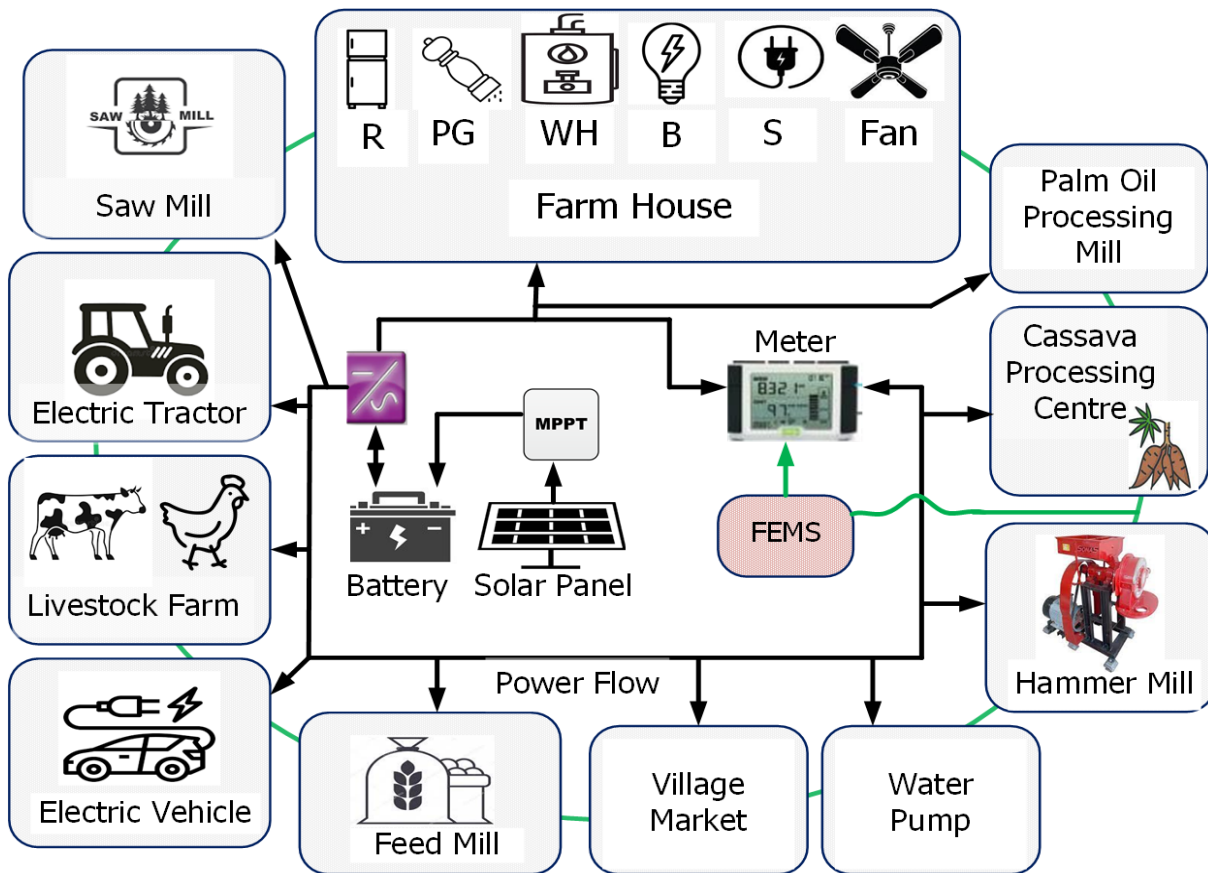 SAW MILL
Saw Mill
R PG WH B S Fan
Farm House
Palm Oil
Processing
Mill
Electric Tractor
Meter
8321
97
MPPT
Cassava
Processing
Centre
Battery
Solar Panel
FEMS
Livestock Farm
Hammer Mill
Power Flow
Electric Vehicle
Feed Mill
Village
Market
Water
Pump